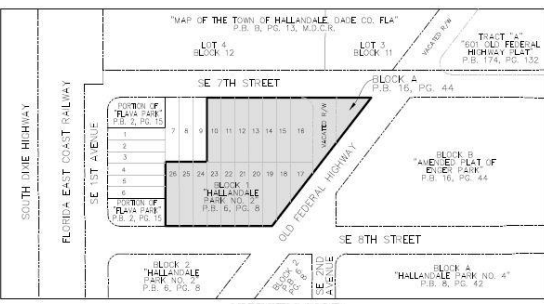 "MAP OF THE TOWN OF HALLANDALE, DADE CO. FLA"
P.B. B, PG. 13, M.D.C.R.
LOT 4
BLOCK 12
LOT 3
BLOCK 11
VACATED R/W
TRACT "A"
"601 OLD FEDERAL
HIGHWAY PLAT"
P.B. 174, PG. 132
SE 7TH STREET
BLOCK A
P.B. 16, PG. 44
SOUTH DIXIE HIGHWAY
FLORIDA EAST COAST RAILWAY
SE 1ST AVENUE
PORTION OF
"FLAVA PARK"
P.B. 2, PG. 15
1
2
3
4
5
6
PORTION OF
"FLAVA PARK"
P.B. 2, PG. 15
7 8 9 10 11 12 13 14 15 16
VACATED R/W
26 25 24 23 22 21 20 19 18 17
BLOCK 1
"HALLANDALE
PARK NO. 2"
P.B. 6, PG. 8
OLD FEDERAL HIGHWAY
BLOCK B
"AMENDED PLAT OF
ENDER PARK"
P.B. 16, PG. 44
SE 8TH STREET
BLOCK 2
"HALLANDALE
PARK NO. 2"
P.B. 6, PG. 8
BLOCK 2
P.B. 6
PG. 8
SE 2ND
AVENUE
BLOCK A
"HALLANDALE PARK NO. 4"
P.B. 8, PG. 42